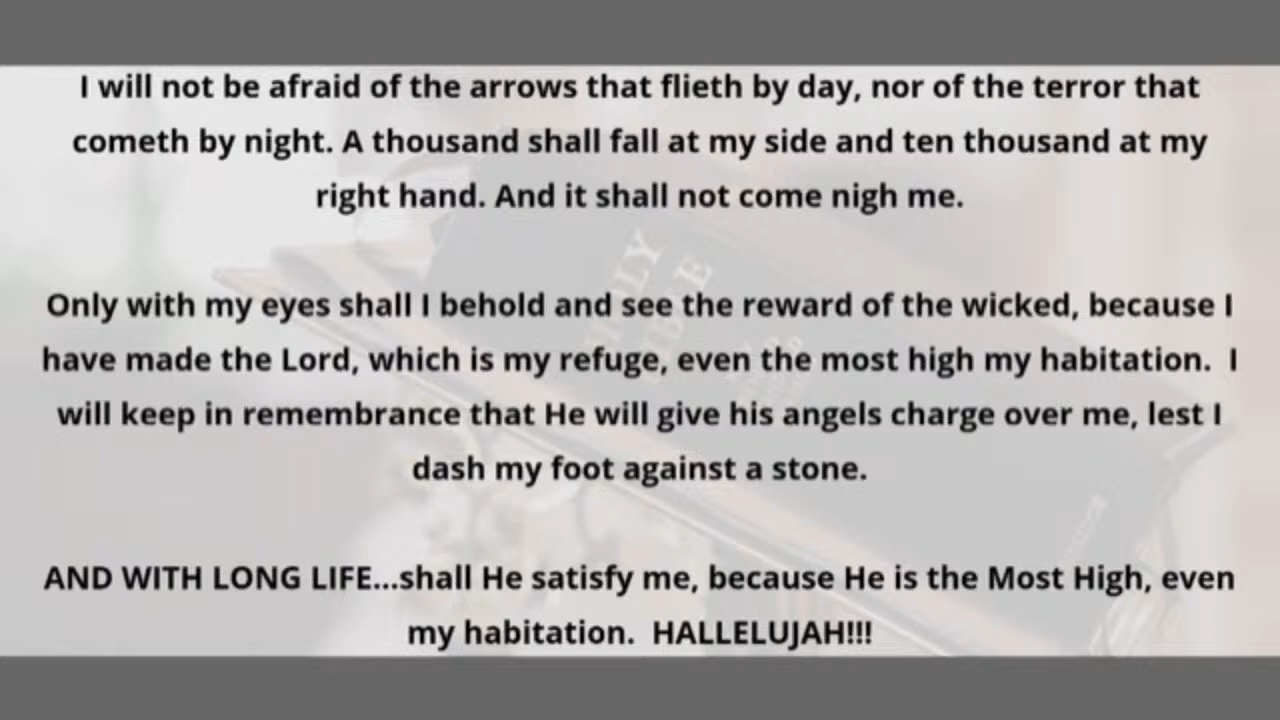 I will not be afraid of the arrows that flieth by day, nor of the terror that
cometh by night. A thousand shall fall at my side and ten thousand at my
right hand. And it shall not come nigh me.
Only with my eyes shall I behold and see the reward of the wicked, because I
have made the Lord, which is my refuge, even the most high my habitation.  I
will keep in remembrance that He will give his angels charge over me, lest I
dash my foot against a stone.
AND WITH LONG LIFE...shall He satisfy me, because He is the Most High, even
my habitation.  HALLELUJAH!!!
HOLY
BIBLE